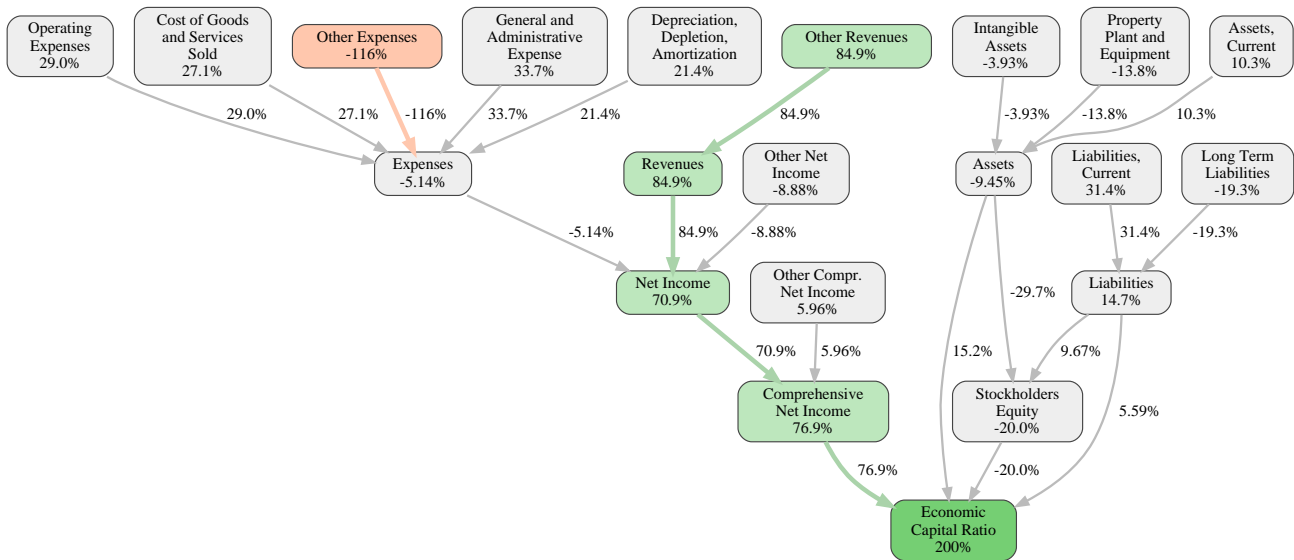 Operating
Expenses
29.0%
Cost of Goods
and Services
Sold
27.1%
Other Expenses
-116%
General and
Administrative
Expense
33.7%
Depreciation,
Depletion,
Amortization
21.4%
Other Revenues
84.9%
Intangible
Assets
-3.93%
Property
Plant and
Equipment
-13.8%
Assets,
Current
10.3%
29.0%
27.1%
-116%
33.7%
21.4%
84.9%
-3.93%
-13.8%
10.3%
Expenses
-5.14%
Revenues
84.9%
Other Net
Income
-8.88%
Assets
-9.45%
Liabilities,
Current
31.4%
Long Term
Liabilities
-19.3%
-5.14%
84.9%
-8.88%
31.4%
-19.3%
Net Income
70.9%
Other Compr.
Net Income
5.96%
-29.7%
Liabilities
14.7%
70.9%
5.96%
15.2%
9.67%
Comprehensive
Net Income
76.9%
Stockholders
Equity
-20.0%
5.59%
76.9%
-20.0%
Economic
Capital Ratio
200%